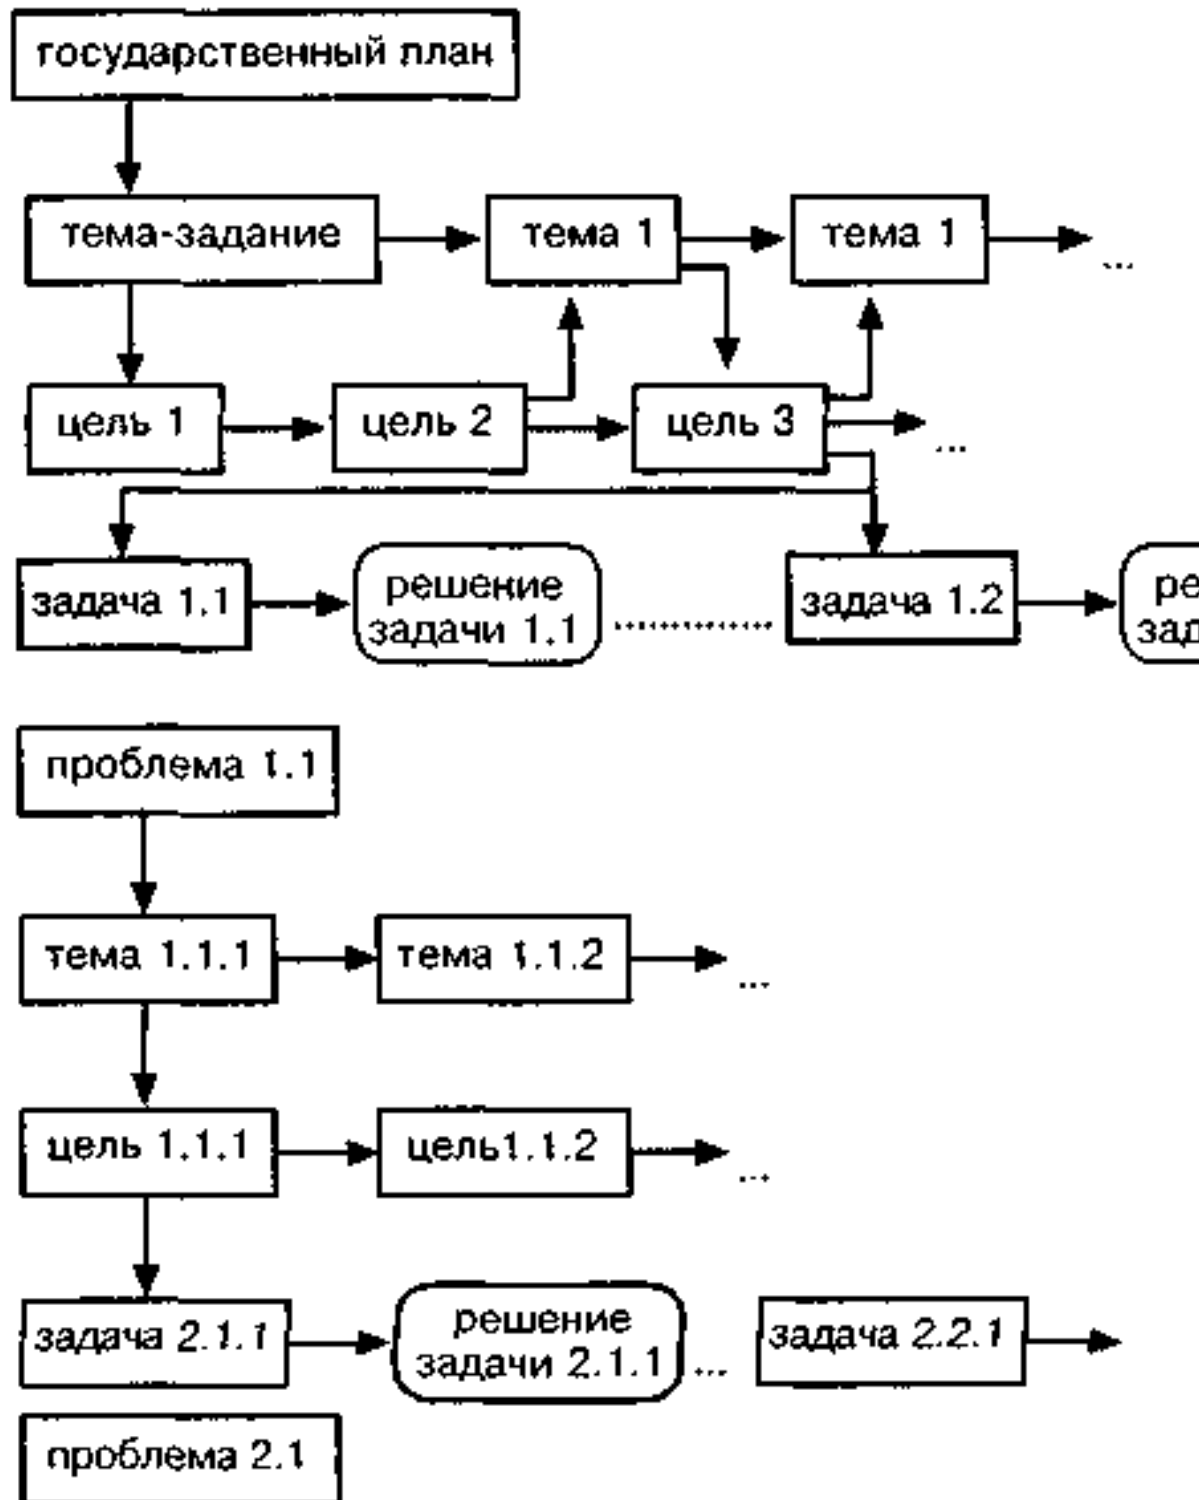 государственный план
тема-задание
тема 1
тема 1
...
цель 1
цель 2
цель 3
...
задача 1.1
решение
задачи 1.1
.............
задача 1.2
ре
зад
проблема 1.1
тема 1.1.1
тема 1.1.2
...
цель 1.1.1
цель1.1.2
...
задача 2.1.1
решение
задачи 2.1.1
...
задача 2.2.1
проблема 2.1